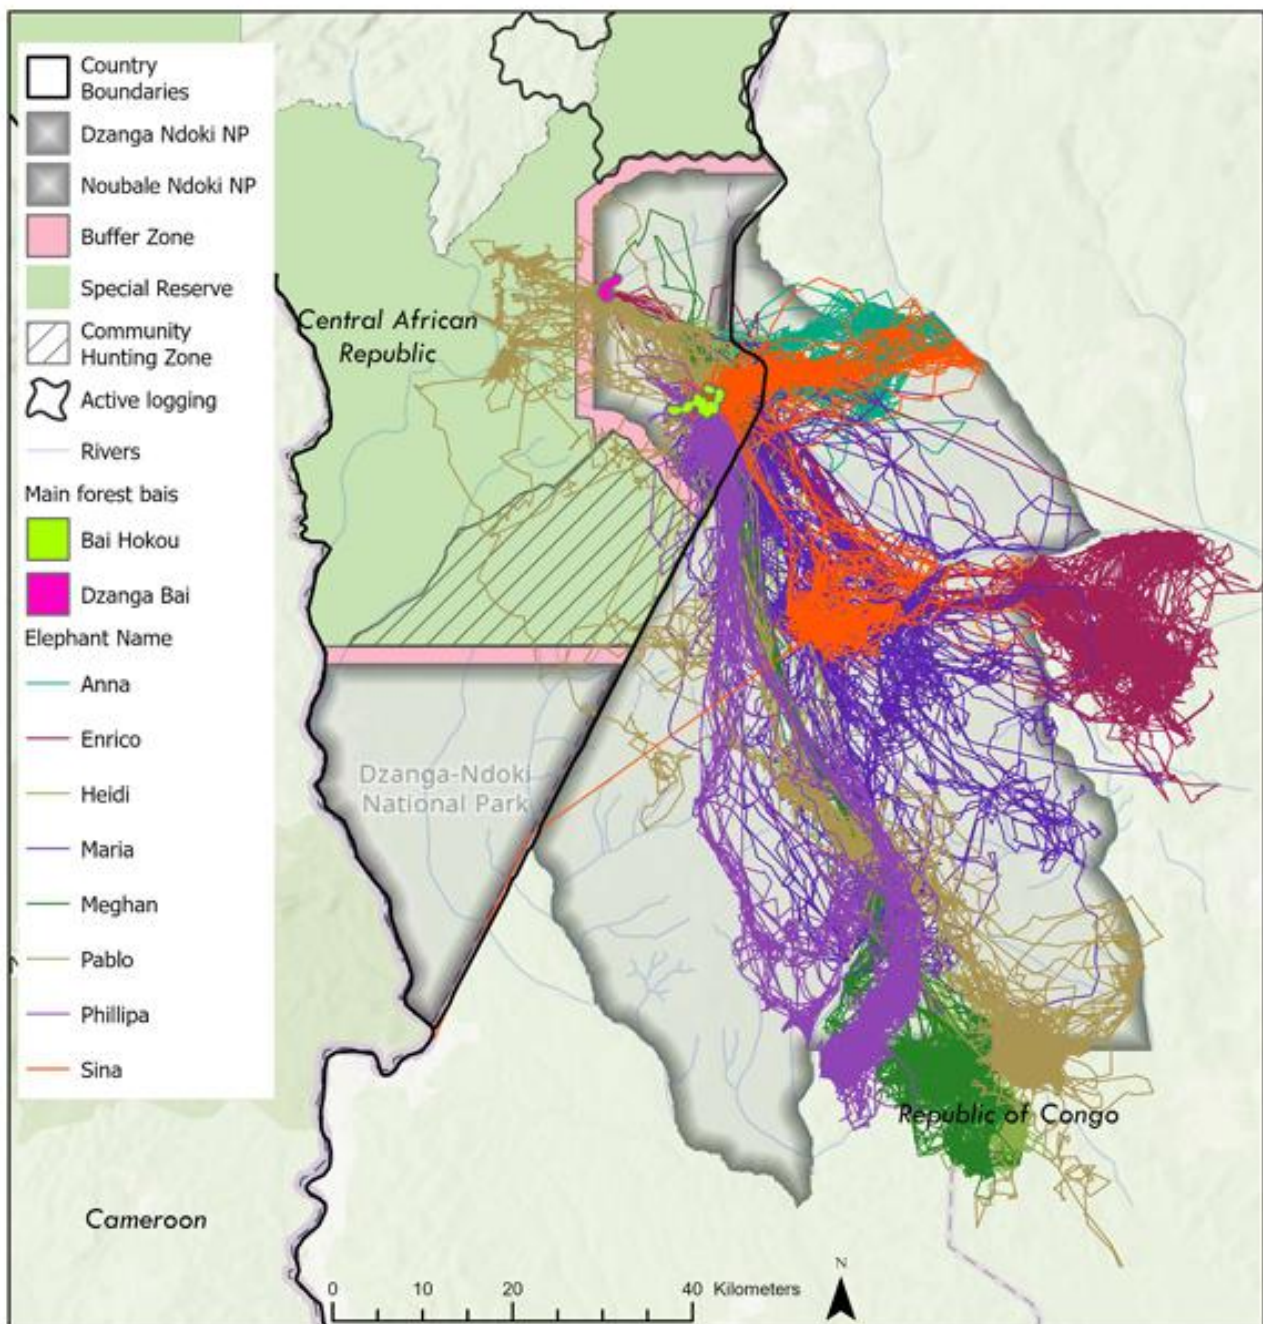 Country
Boundaries
Dzanga Ndoki NP
Noubale Ndoki NP
Buffer Zone
Special Reserve
Community
Hunting Zone
Active logging
Rivers
Main forest bais
Bai Hokou
Dzanga Bai
Elephant Name
Anna
Enrico
Heidi
Maria
Meghan
Pablo
Phillipa
Sina
Central African
Republic
Dzanga-Ndoki
National Park
Republic of Congo
Cameroon
N
0 10 20 40 Kilometers